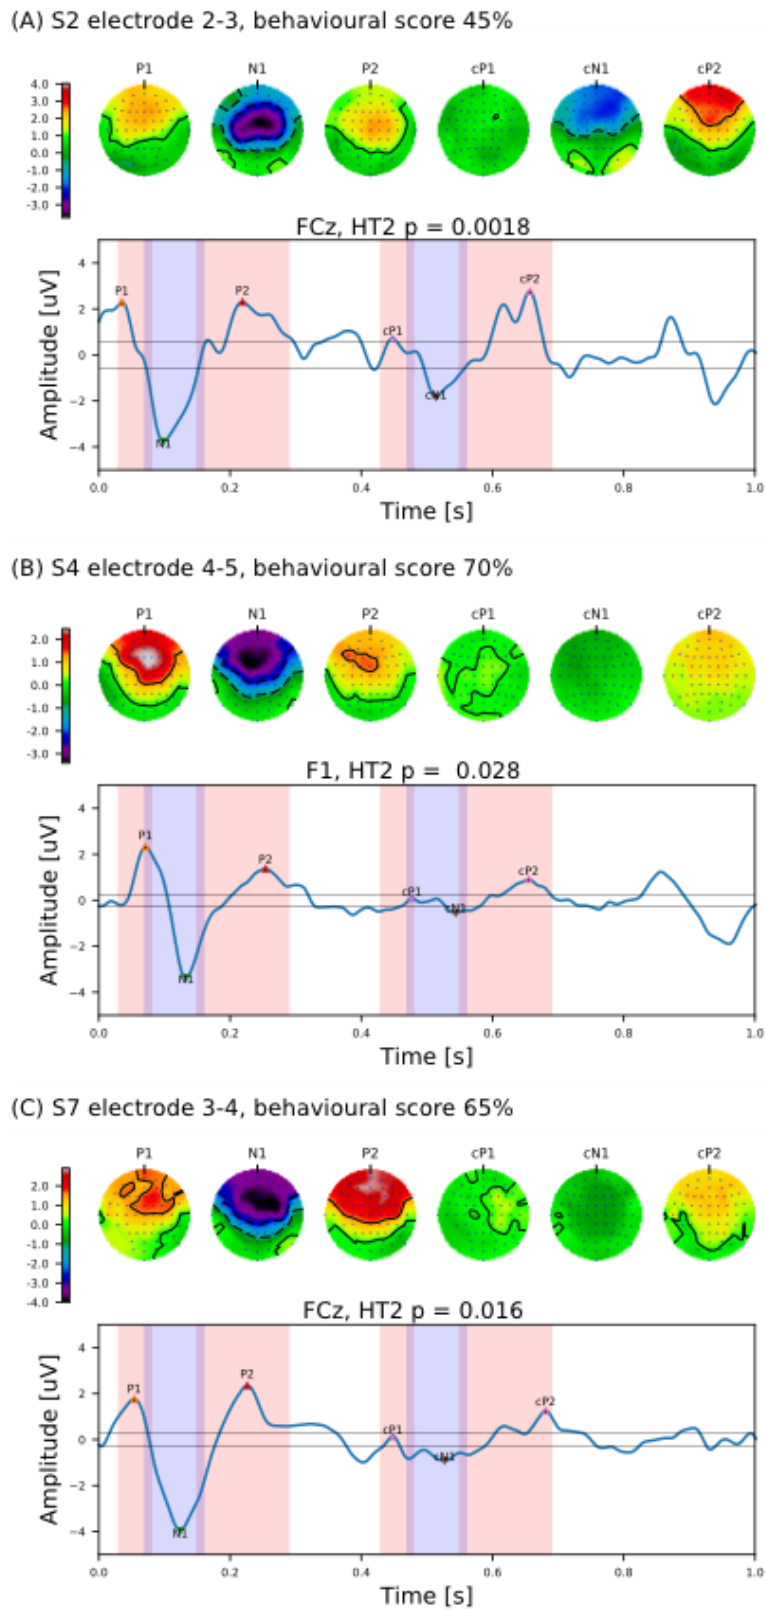 (A) S2 electrode 2-3, behavioural score 45%
P1 N1 P2 cP1 cN1 cP2
4.0
3.0
2.0
1.0
0.0
-1.0
-2.0
-3.0
FCz, HT2 p = 0.0018
Amplitude [uV]
4
2
0
−2
−4
P1
N1
P2
cP1
cN1
cP2
0.0 0.2 0.4 0.6 0.8 1.0
Time [s]
(B) S4 electrode 4-5, behavioural score 70%
P1 N1 P2 cP1 cN1 cP2
2.0
1.0
0.0
-1.0
-2.0
-3.0
F1, HT2 p = 0.028
Amplitude [uV]
4
2
0
−2
−4
P1
N1
P2
cP1
cN1
cP2
0.0 0.2 0.4 0.6 0.8 1.0
Time [s]
(C) S7 electrode 3-4, behavioural score 65%
P1 N1 P2 cP1 cN1 cP2
2.0
1.0
0.0
-1.0
-2.0
-3.0
-4.0
FCz, HT2 p = 0.016
Amplitude [uV]
4
2
0
−2
−4
P1
N1
P2
cP1
cN1
cP2
0.0 0.2 0.4 0.6 0.8 1.0
Time [s]